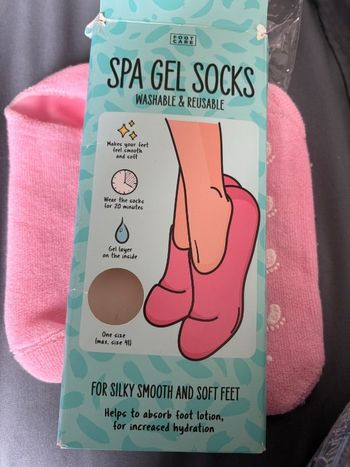 FOOT
CARE
SPA GEL SOCKS
WASHABLE & REUSABLE
Makes your feet
feel smooth
and soft
Wear the socks
for 20 minutes
Gel layer
on the inside
One size
(max. size 41)
FOR SILKY SMOOTH AND SOFT FEET
Helps to absorb foot lotion,
for increased hydration